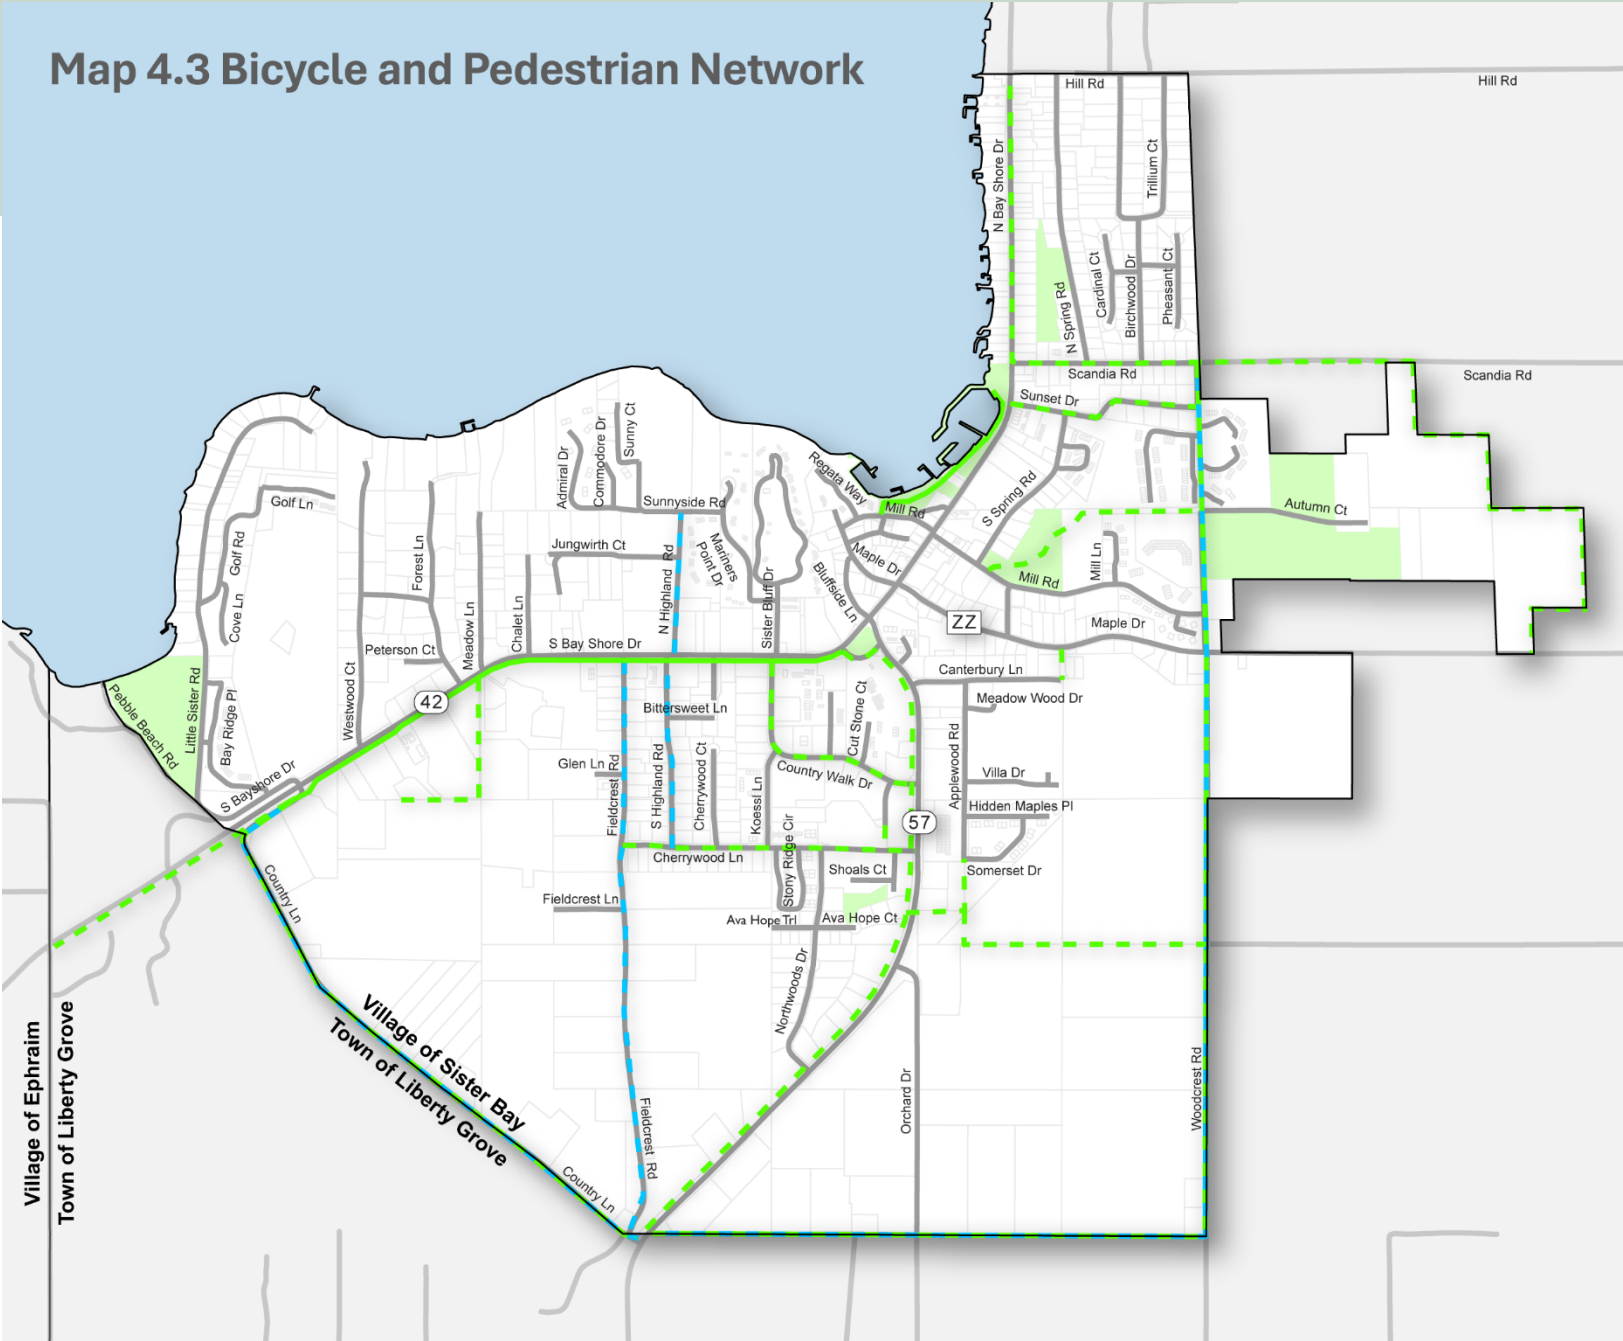 Map 4.3 Bicycle and Pedestrian Network
Hill Rd
Hill Rd
N Bay Shore Dr
Trillium Ct
N Spring Rd
Cardinal Ct
Birchwood Dr
Pheasant Ct
Scandia Rd
Scandia Rd
Sunset Dr
Admiral Dr
Commodore Dr
Sunny Ct
Regata Way
Golf Ln
Sunnyside Rd
Mill Rd
S Spring Rd
Autumn Ct
Golf Rd
Forest Ln
Jungwirth Ct
N Highland Rd
Mariners
Point Dr
Sister Bluff Dr
Bluffside Ln
Maple Dr
Mill Rd
Mill Ln
Cove Ln
Meadow Ln
Chalet Ln
ZZ
Maple Dr
Peterson Ct
S Bay Shore Dr
Canterbury Ln
Pebble Beach Rd
Little Sister Rd
Bay Ridge Pl
Westwood Ct
42
Bittersweet Ln
Cut Stone Ct
Meadow Wood Dr
Applewood Rd
S Bayshore Dr
Glen Ln
Fieldcrest Rd
S Highland Rd
Cherrywood Ct
Koessl Ln
Country Walk Dr
Villa Dr
Hidden Maples Pl
57
Stony Ridge Cir
Cherrywood Ln
Shoals Ct
Somerset Dr
Country Ln
Fieldcrest Ln
Ava Hope Trl
Ava Hope Ct
Northwoods Dr
Village of Sister Bay
Town of Liberty Grove
Village of Ephraim
Town of Liberty Grove
Fieldcrest Rd
Orchard Dr
Woodcrest Rd
Country Ln